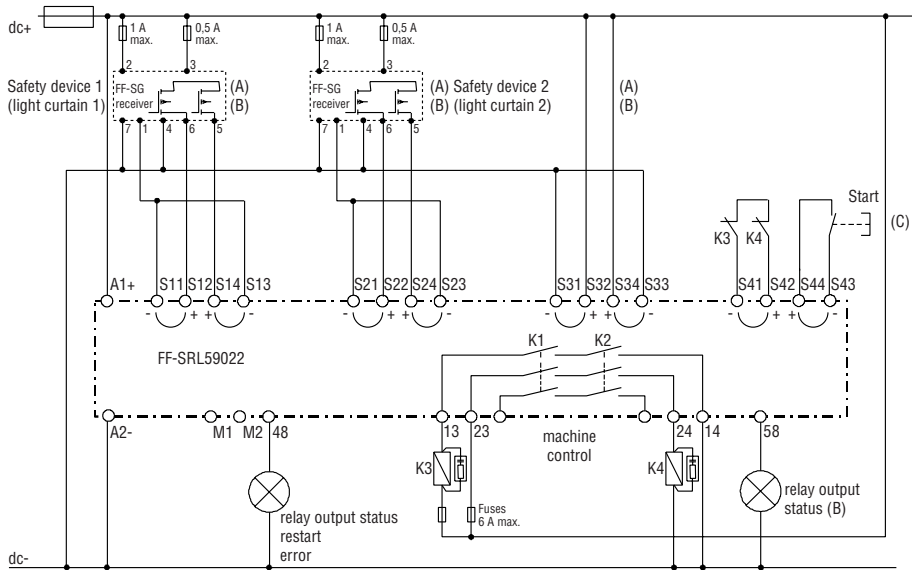 dc+
1 A
max.
0,5 A
max.
1 A
max.
0,5 A
max.
2
3
2
3
Safety device 1
(light curtain 1)
FF-SG
receiver
(A)
(B)
FF-SG
receiver
(A) Safety device 2
(B) (light curtain 2)
(A)
(B)
7 1 4 6 5
7 1 4 6 5
Start
(C)
K3 K4
A1+ S11 S12 S14 S13 S21 S22 S24 S23 S31 S32 S34 S33 S41 S42 S44 S43
- + + - - + + - - + + - - + + -
FF-SRL59022
K1 K2
A2- M1 M2 48 13 23 machine
control
24 14 58
K3
K4
Fuses
6 A max.
relay output status
restart
error
relay output
status (B)
dc-